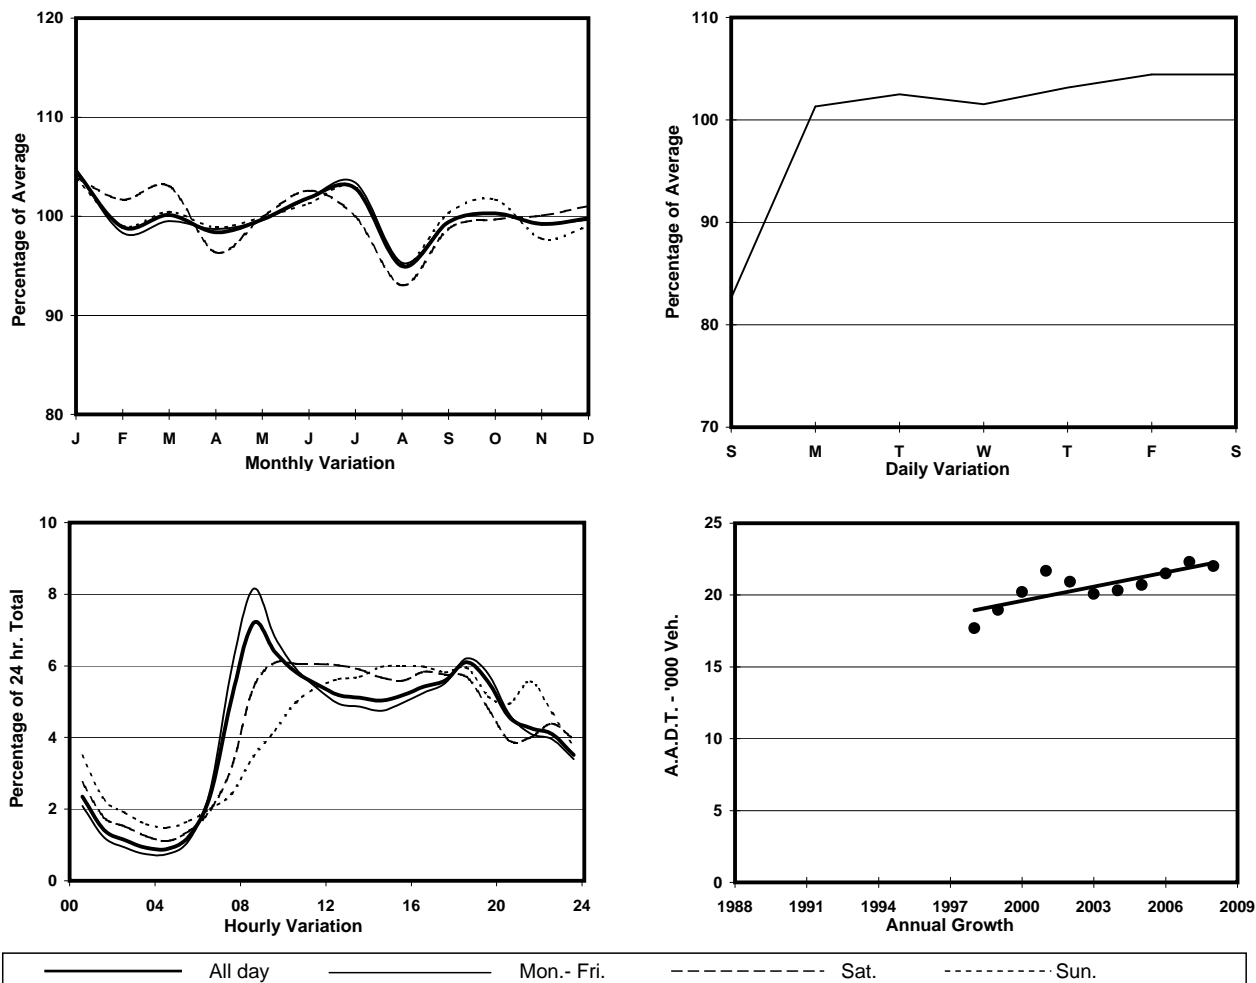 120
110
100
90
80
Percentage of Average
J F M A M J J A S O N D
Monthly Variation
110
100
90
80
70
Percentage of Average
S M T W T F S
Daily Variation
10
8
6
4
2
0
Percentage of 24 hr. Total
00 04 08 12 16 20 24
Hourly Variation
25
20
15
10
5
0
A.A.D.T. - '000 Veh.
1988 1991 1994 1997 2000 2003 2006 2009
Annual Growth
All day Mon.- Fri. Sat. Sun.